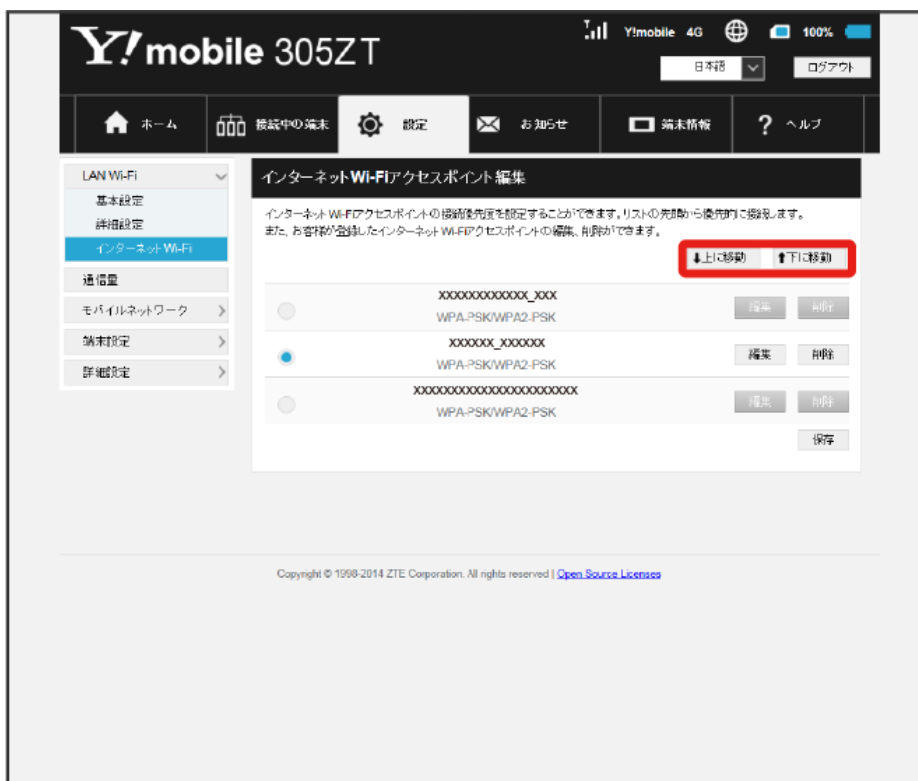 Y! mobile 305ZT
Y!mobile 4G 100%
日本語 ログアウト
ホーム 接続中の端末 設定 お知らせ 端末情報 ? ヘルプ
LAN Wi-Fi
基本設定
詳細設定
インターネットWi-Fi
通信量
モバイルネットワーク
端末設定
詳細設定
インターネットWi-Fiアクセスポイント編集
インターネット Wi-Fiアクセスポイントの接続優先度を設定することができます。リストの先頭から優先的に接続します。
また、お客様が登録したインターネット Wi-Fiアクセスポイントの編集、削除ができます。
⬇上に移動 ⬆下に移動
XXXXXXXXXXXX_XXX
WPA-PSK/WPA2-PSK
編集 削除
XXXXXX_XXXXXX
WPA-PSK/WPA2-PSK
編集 削除
XXXXXXXXXXXXXXXXXXXXXXX
WPA-PSK/WPA2-PSK
編集 削除
保存
Copyright © 1998-2014 ZTE Corporation. All rights reserved | Open Source Licenses